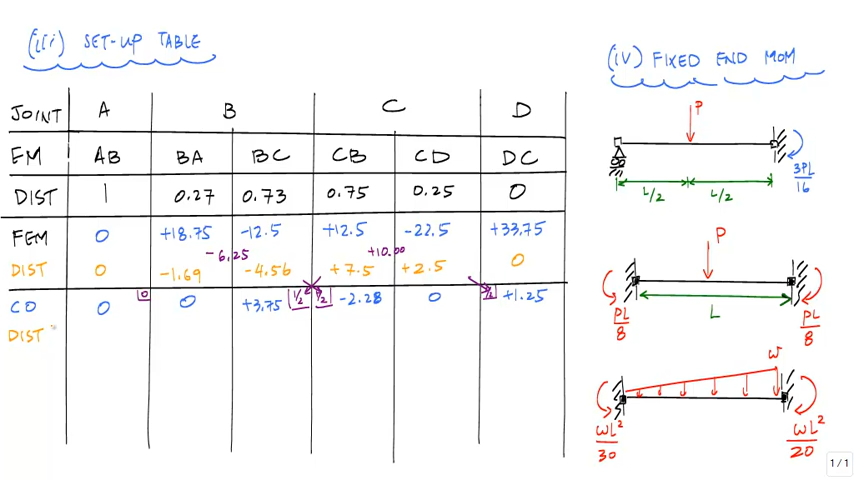 (iii) SET-UP TABLE
JOINT A B C D
EM AB BA BC CB CD DC
DIST 1 0.27 0.73 0.75 0.25 0
FEM 0 +18.75 -12.5 +12.5 -22.5 +33.75
-6.25 +10.00
DIST 0 -1.69 -4.56 +7.5 +2.5 0
CO 0 0 0 +3.75 1/2 1/2 -2.28 0 1/2 +1.25
DIST
(iv) FIXED END MOM
P
3PL
16
L/2 L/2
P
PL
8
L
PL
8
W
WL²
30
WL²
20
1/1